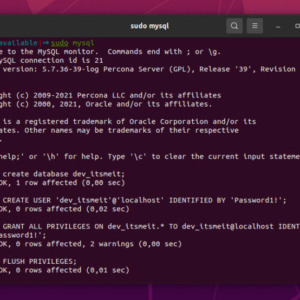 sudo mysql
available > sudo mysql
e to the MySQL monitor. Commands end with ; or \g.
ySQL connection id is 21
version: 5.7.36-39-log Percona Server (GPL), Release '39', Revision
ght (c) 2009-2021 Percona LLC and/or its affiliates
ght (c) 2000, 2021, Oracle and/or its affiliates.
is a registered trademark of Oracle Corporation and/or its
ates. Other names may be trademarks of their respective
.
help;' or '\h' for help. Type '\c' to clear the current input stateme
create database dev_itsmeit;
OK, 1 row affected (0,00 sec)
CREATE USER 'dev_itsmeit'@'localhost' IDENTIFIED BY 'Password1!';
OK, 0 rows affected (0,02 sec)
GRANT ALL PRIVILEGES ON dev_itsmeit.* TO dev_itsmeit@localhost IDENT
assword1!';
OK, 0 rows affected, 2 warnings (0,00 sec)
FLUSH PRIVILEGES;
OK, 0 rows affected (0,01 sec)